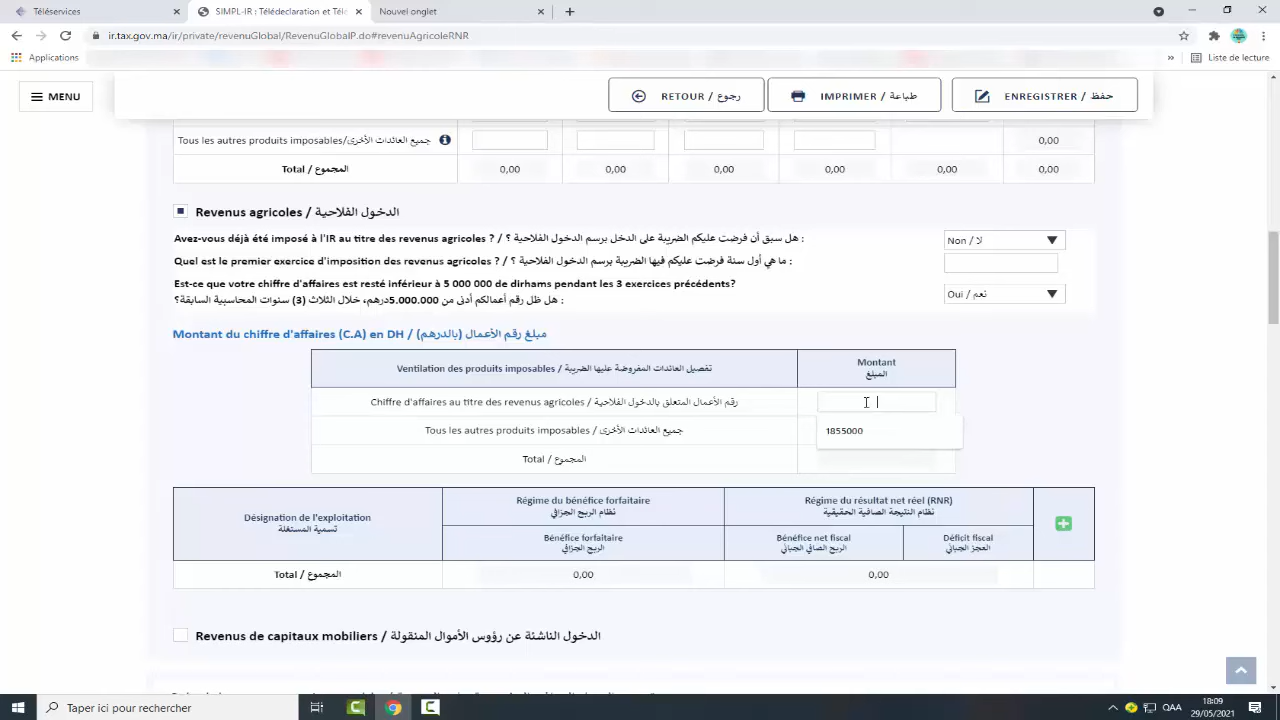 Téléservices
SIMPL-IR : Télédeclaration et Télé
Nouvel onglet
ir.tax.gov.ma/ir/private/revenuGlobal/RevenuGlobalP.do#revenuAgricoleRNR
Applications
» Liste de lecture
MENU
RETOUR / رجوع
IMPRIMER / طباعة
ENREGISTRER / حفظ
Tous les autres produits imposables/جميع العائدات الأخرى 0,00
Total / المجموع 0,00 0,00 0,00 0,00 0,00 0,00
Revenus agricoles / الدخول الفلاحية
Avez-vous déjà été imposé à l'IR au titre des revenus agricoles ? / هل سبق أن فرضت عليكم الضريبة على الدخل برسم الدخول الفلاحية ؟ : Non / لا
Quel est le premier exercice d'imposition des revenus agricoles ? / ما هي أول سنة فرضت عليكم فيها الضريبة برسم الدخول الفلاحية ؟ :
Est-ce que votre chiffre d'affaires est resté inférieur à 5 000 000 de dirhams pendant les 3 exercices précédents?
هل ظل رقم أعمالكم أدنى من 5.000.000درهم، خلال الثلاث (3) سنوات المحاسبية السابقة؟ :
Oui / نعم
Montant du chiffre d'affaires (C.A) en DH / مبلغ رقم الأعمال (بالدرهم)
Ventilation des produits imposables / تفصيل العائدات المفروضة عليها الضريبة
Montant
المبلغ
Chiffre d'affaires au titre des revenus agricoles / رقم الأعمال المتعلق بالدخول الفلاحية
Tous les autres produits imposables / جميع العائدات الأخرى
1855000
Total / المجموع
Désignation de l'exploitation
تسمية المستغلة
Régime du bénéfice forfaitaire
نظام الربح الجزافي
Régime du résultat net réel (RNR)
نظام النتيجة الصافية الحقيقية
Bénéfice forfaitaire
الربح الجزافي
Bénéfice net fiscal
الربح الصافي الجبائي
Déficit fiscal
العجز الجبائي
Total / المجموع 0,00 0,00
Revenus de capitaux mobiliers / الدخول الناشئة عن رؤوس الأموال المنقولة
Taper ici pour rechercher
QAA
18:09
29/05/2021